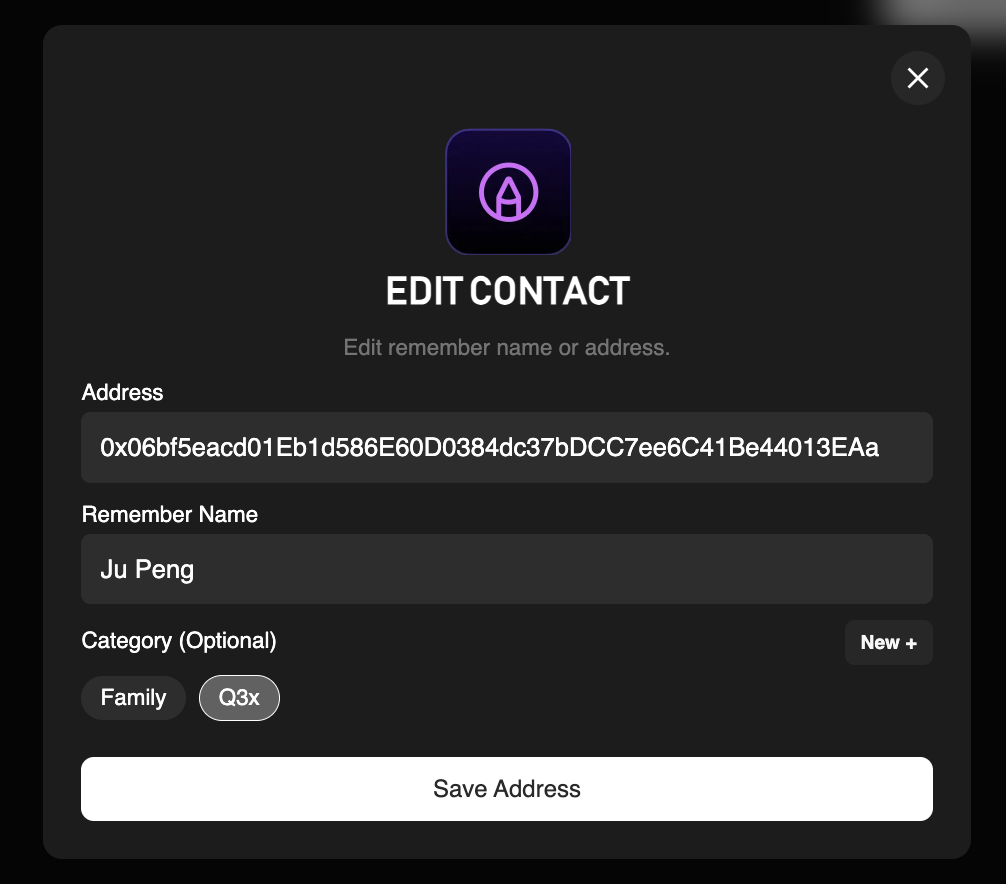 EDIT CONTACT
Edit remember name or address.
Address
0x06bf5eacd01Eb1d586E60D0384dc37bDCC7ee6C41Be44013EAa
Remember Name
Ju Peng
Category (Optional)
New +
Family
Q3x
Save Address